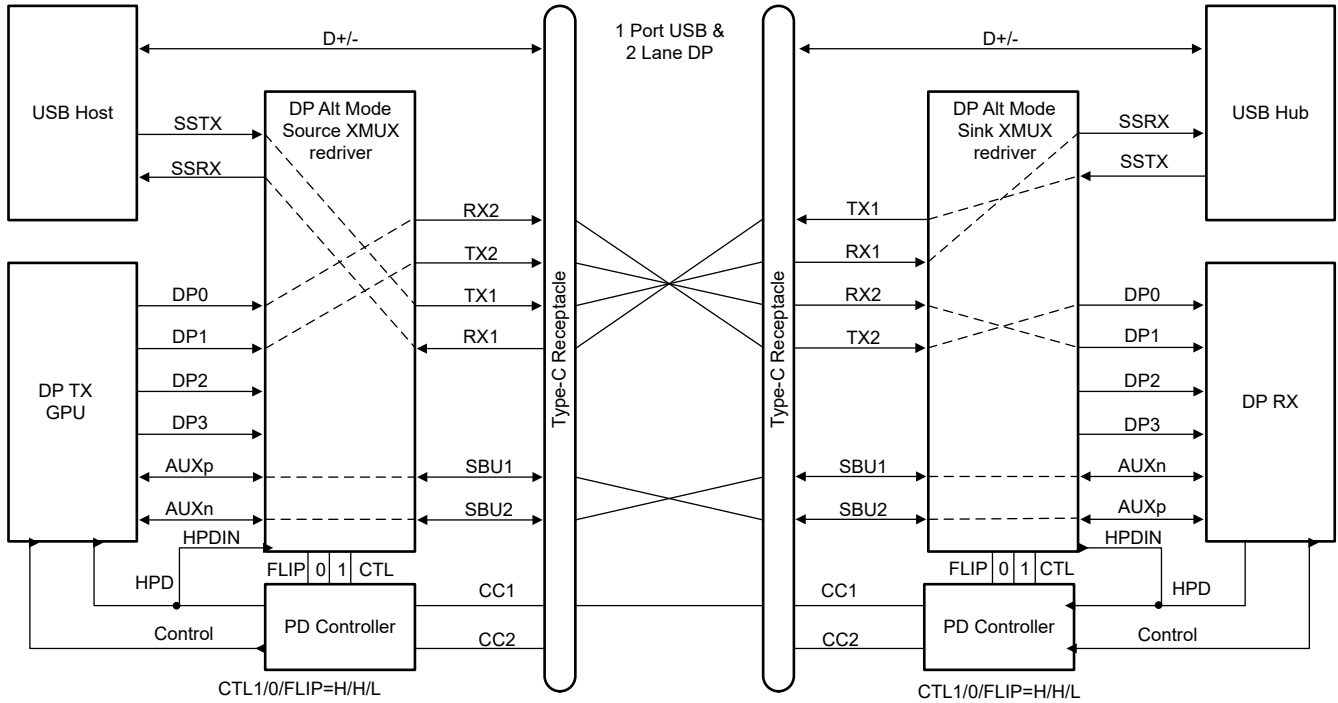 1 Port USB &
2 Lane DP
D+/-
USB Host
SSTX
SSRX
DP Alt Mode
Source XMUX
redriver
RX2
TX2
TX1
RX1
DP TX
GPU
DP0
DP1
DP2
DP3
AUXp
AUXn
SBU1
SBU2
HPDIN
HPD
Control
FLIP 0 1 CTL
PD Controller
CC1
CC2
CTL1/0/FLIP=H/H/L
Type-C Receptacle
Type-C Receptacle
D+/-
DP Alt Mode
Sink XMUX
redriver
USB Hub
SSRX
SSTX
TX1
RX1
RX2
TX2
DP0
DP1
DP2
DP3
DP RX
SBU1
SBU2
AUXn
AUXp
HPDIN
HPD
Control
FLIP 0 1 CTL
PD Controller
CC1
CC2
CTL1/0/FLIP=H/H/L